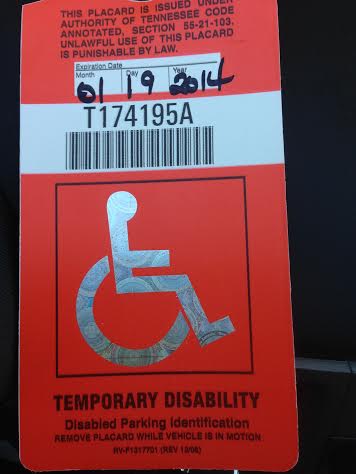 THIS PLACARD IS ISSUED UNDER
AUTHORITY OF TENNESSEE CODE
ANNOTATED, SECTION 55-21-103.
UNLAWFUL USE OF THIS PLACARD
IS PUNISHABLE BY LAW.
Expiration Date
Month Day Year
01 19 2014
T174195A
TEMPORARY DISABILITY
Disabled Parking Identification
REMOVE PLACARD WHILE VEHICLE IS IN MOTION
RV-F1317701 (REV 10/06)